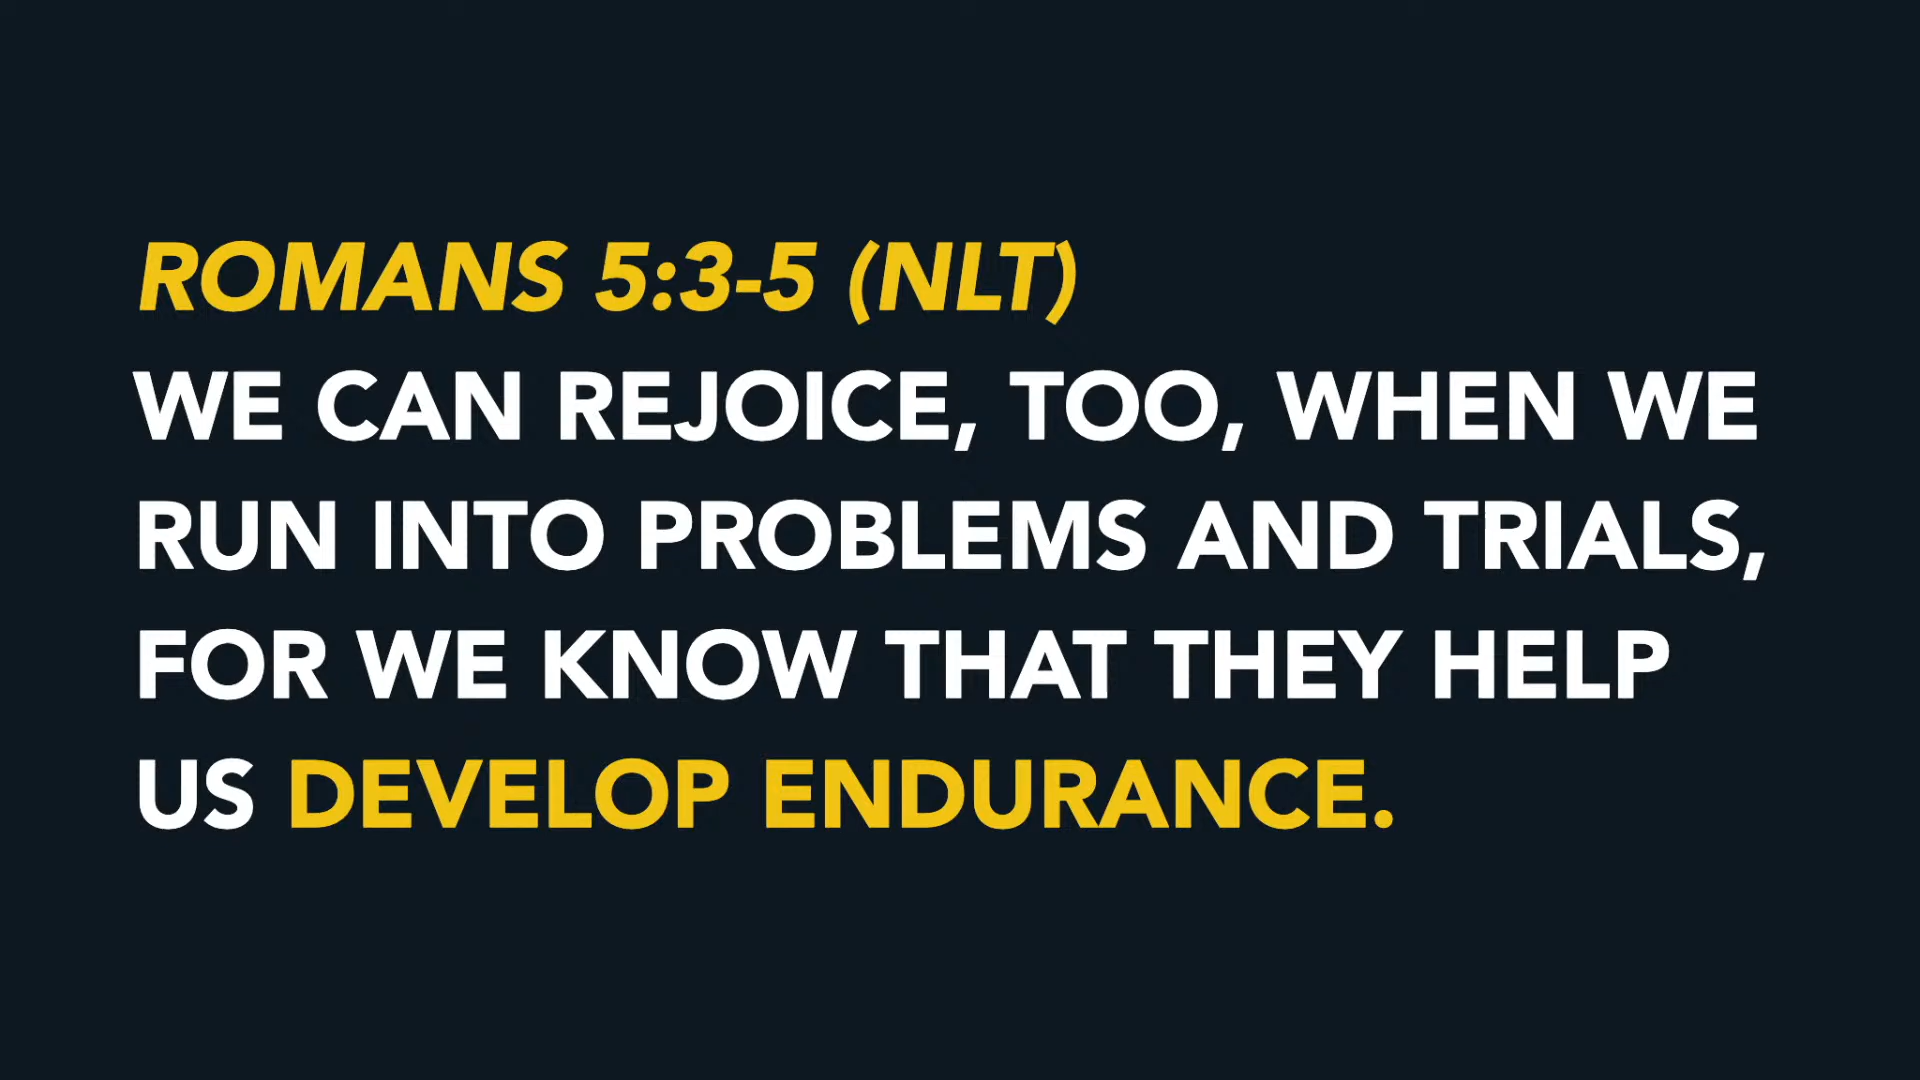 ROMANS 5:3-5 (NLT)
WE CAN REJOICE, TOO, WHEN WE
RUN INTO PROBLEMS AND TRIALS,
FOR WE KNOW THAT THEY HELP
US DEVELOP ENDURANCE.